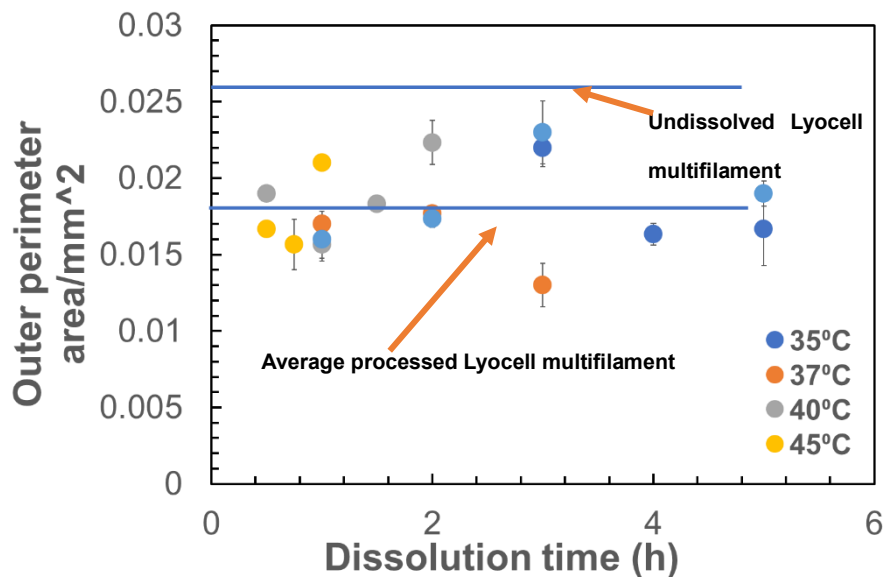 0.03
0.025
0.02
0.015
0.01
0.005
0
0 2 4 6
Outer perimeter
area/mm^2
Dissolution time (h)
Undissolved Lyocell
multifilament
Average processed Lyocell multifilament
35ºC
37ºC
40ºC
45ºC